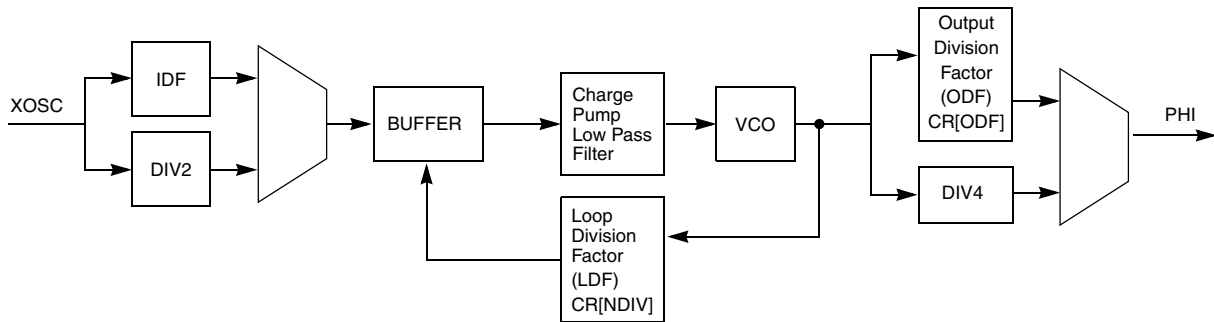 XOSC
IDF
DIV2
BUFFER
Charge
Pump
Low Pass
Filter
VCO
Loop
Division
Factor
(LDF)
CR[NDIV]
Output
Division
Factor
(ODF)
CR[ODF]
DIV4
PHI